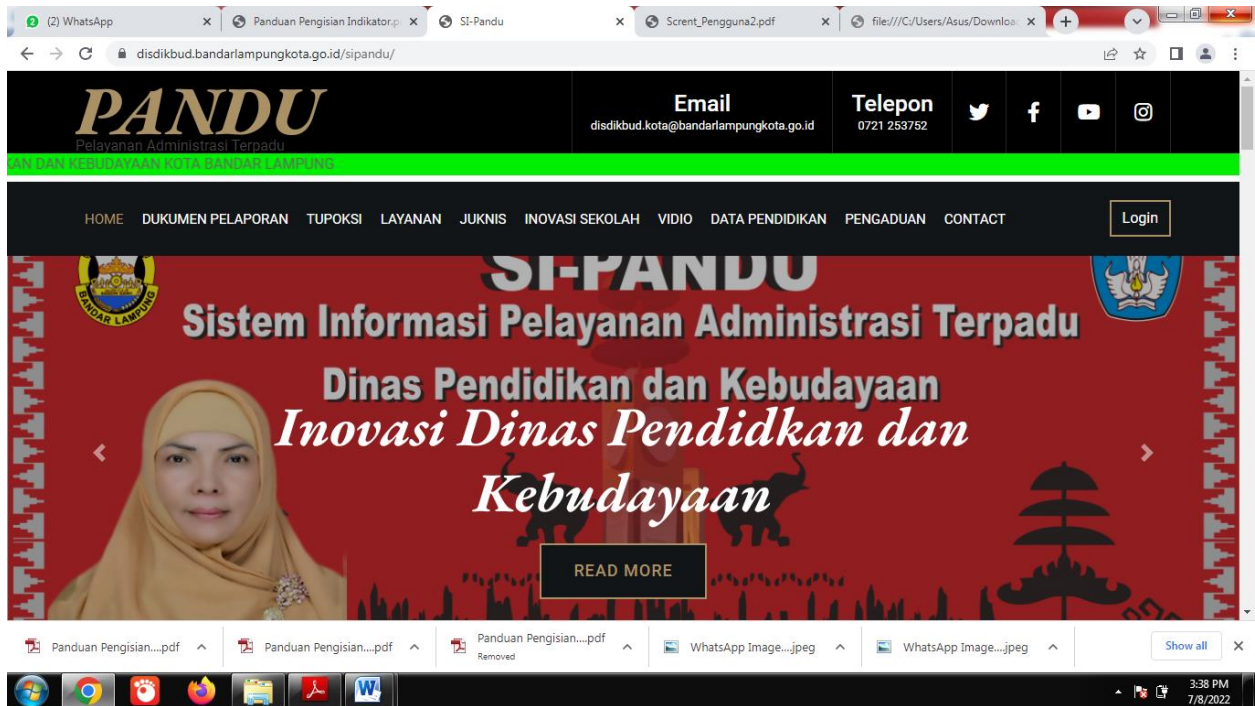 (2) WhatsApp
Panduan Pengisian Indikator.p
SI-Pandu
Scrent_Pengguna2.pdf
file:///C:/Users/Asus/Downloa
disdikbud.bandarlampungkota.go.id/sipandu/
PANDU
Pelayanan Administrasi Terpadu
Email
disdikbud.kota@bandarlampungkota.go.id
Telepon
0721 253752
KAN DAN KEBUDAYAAN KOTA BANDAR LAMPUNG
HOME DUKUMEN PELAPORAN TUPOKSI LAYANAN JUKNIS INOVASI SEKOLAH VIDIO DATA PENDIDIKAN PENGADUAN CONTACT Login
BANDAR LAMPUNG
SI-PANDU
Sistem Informasi Pelayanan Administrasi Terpadu
Dinas Pendidikan dan Kebudayaan
Inovasi Dinas Pendidkan dan
Kebudayaan
READ MORE
Panduan Pengisian....pdf
Panduan Pengisian....pdf
Panduan Pengisian....pdf
Removed
WhatsApp Image....jpeg
WhatsApp Image....jpeg
Show all
3:38 PM
7/8/2022